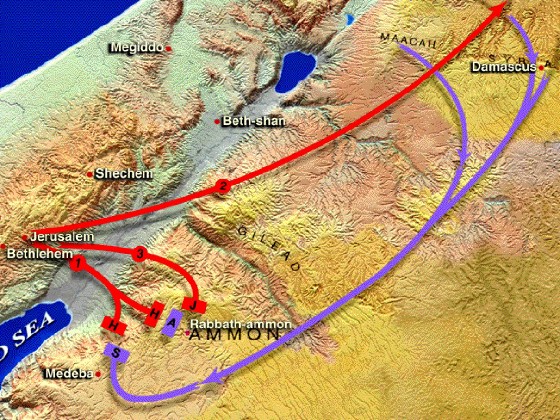 MAACAH
Megiddo
Damascus
Beth-shan
Shechem
2
Jerusalem
GILEAD
Bethlehem
1
3
H
H
A
J
Rabbath-ammon
AMMON
D SEA
S
Medeba